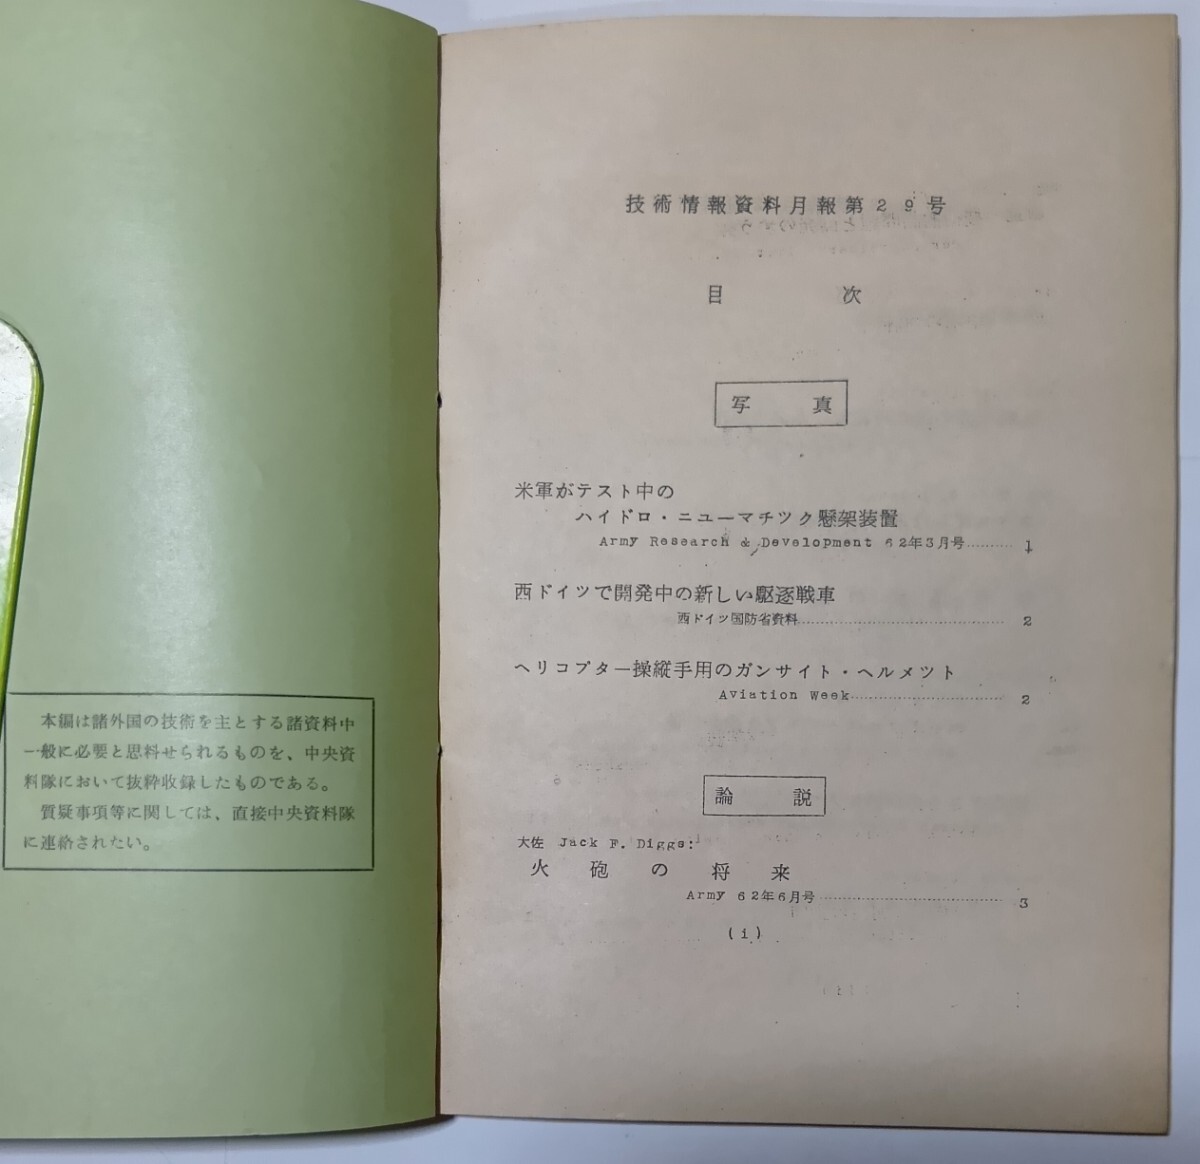 本編は諸外国の技術を主とする諸資料中
一般に必要と思料せられるものを、中央資
料隊において抜粋収録したものである。
質疑事項等に関しては、直接中央資料隊
に連絡されたい。
技術情報資料月報第29号
目次
写真
米軍がテスト中の
ハイドロ・ニユーマチツク懸架装置
Army Research & Development 62年3月号 1
西ドイツで開発中の新しい駆逐戦車
西ドイツ国防省資料 2
ヘリコプター操縦手用のガンサイト・ヘルメツト
Aviation Week 2
論説
大佐 Jack F. Diggs:
火砲の将来
Army 62年6月号 3
(i)